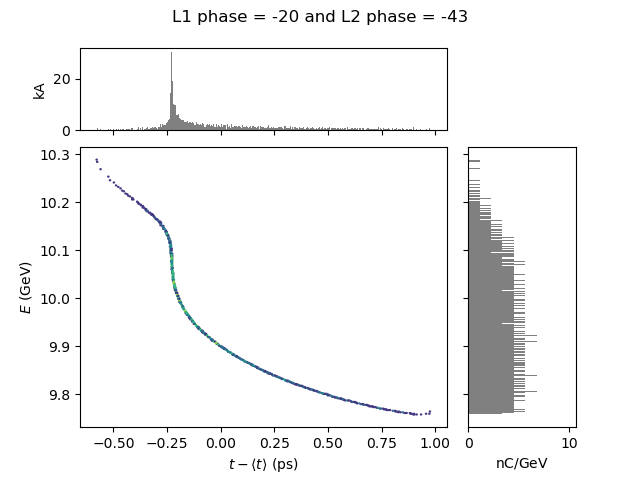 L1 phase = -20 and L2 phase = -43
20
0
kA
10.3
10.2
10.1
10.0
9.9
9.8
E (GeV)
−0.50 −0.25 0.00 0.25 0.50 0.75 1.00
t − ⟨t⟩ (ps)
0 10
nC/GeV